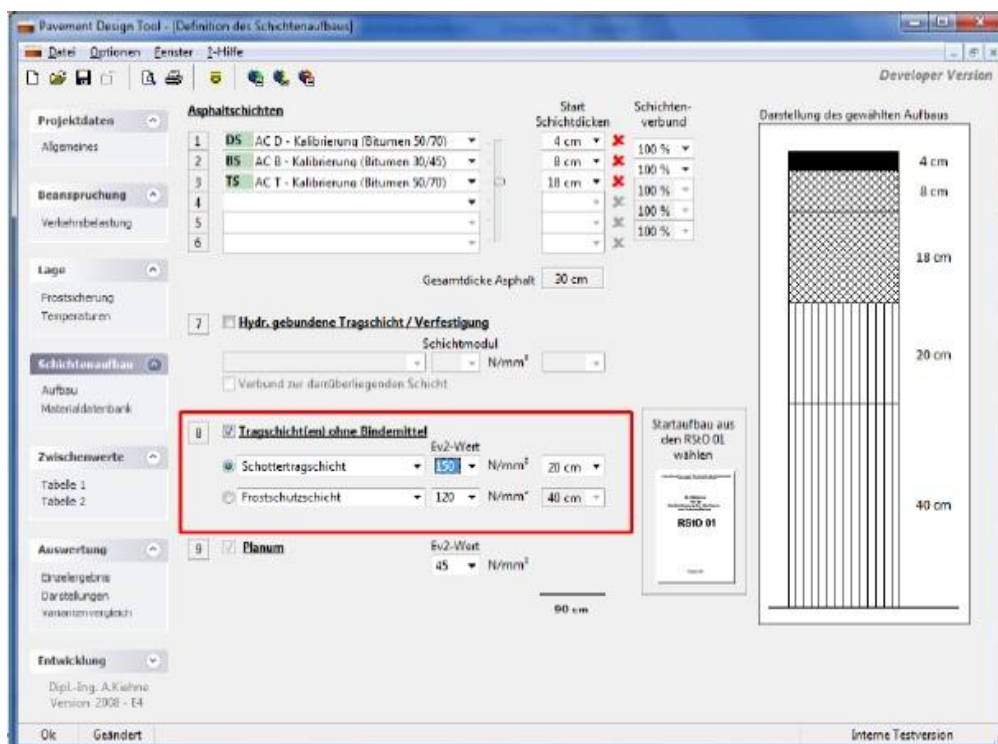 Pavement Design Tool - [Definition des Schichtenaufbaus]
Datei Optionen Fenster ?-Hilfe
Developer Version
Projektdaten
Allgemeines
Beanspruchung
Verkehrsbelastung
Lage
Frostsicherung
Temperaturen
Schichtenaufbau
Aufbau
Materialdatenbank
Zwischenwerte
Tabelle 1
Tabelle 2
Auswertung
Einzelergebnis
Darstellungen
Variantenvergleich
Entwicklung
Dipl.-Ing. A.Kiehne
Version 2008 - E4
Asphaltschichten
Start Schichtdicken
Schichten-
verbund
1 DS AC D - Kalibrierung (Bitumen 50/70) 4 cm
2 BS AC B - Kalibrierung (Bitumen 30/45) 8 cm
3 TS AC T - Kalibrierung (Bitumen 50/70) 18 cm
4
5
6
100 %
100 %
100 %
100 %
100 %
Gesamtdicke Asphalt 30 cm
7 Hydr. gebundene Tragschicht / Verfestigung
Schichtmodul
N/mm²
Verbund zur darüberliegenden Schicht
8 Tragschicht(en) ohne Bindemittel
Ev2-Wert
Schottertragschicht 150 N/mm² 20 cm
Frostschutzschicht 120 N/mm² 40 cm
9 Planum
Ev2-Wert
45 N/mm²
90 cm
Startaufbau aus
den RStO 01
wählen
RStO 01
Darstellung des gewählten Aufbaus
4 cm
8 cm
18 cm
20 cm
40 cm
Ok Geändert
Interne Testversion